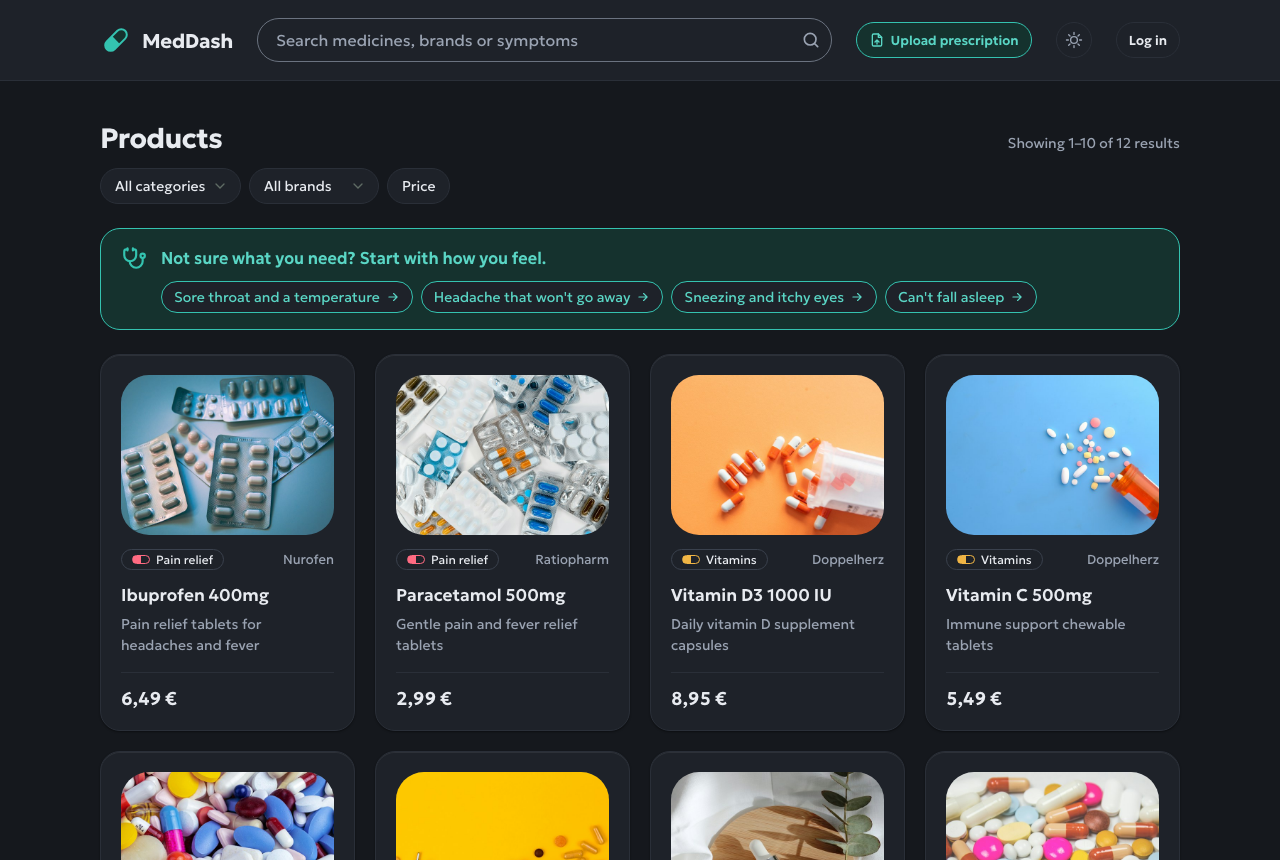 MedDash
Search medicines, brands or symptoms
Upload prescription
Log in
Products
Showing 1–10 of 12 results
All categories
All brands
Price
Not sure what you need? Start with how you feel.
Sore throat and a temperature →
Headache that won't go away →
Sneezing and itchy eyes →
Can't fall asleep →
Pain relief
Nurofen
Ibuprofen 400mg
Pain relief tablets for
headaches and fever
6,49 €
Pain relief
Ratiopharm
Paracetamol 500mg
Gentle pain and fever relief
tablets
2,99 €
Vitamins
Doppelherz
Vitamin D3 1000 IU
Daily vitamin D supplement
capsules
8,95 €
Vitamins
Doppelherz
Vitamin C 500mg
Immune support chewable
tablets
5,49 €